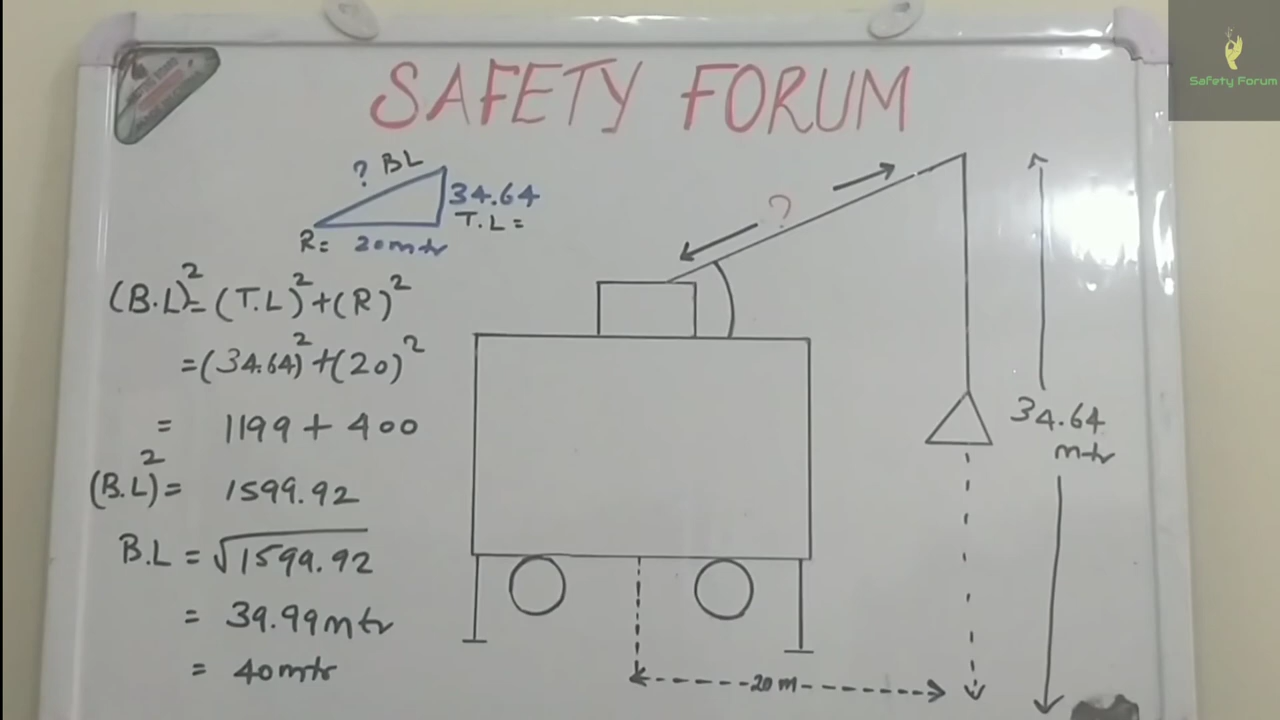 SAFETY FORUM
Safety Forum
? BL
34.64
T.L =
R= 20mtr
(B.L)²= (T.L)²+(R)²
=(34.64)²+(20)²
= 1199+400
(B.L)²= 1599.92
B.L = √1599.92
= 39.99mtr
= 40mtr
?
34.64
mtr
20 m